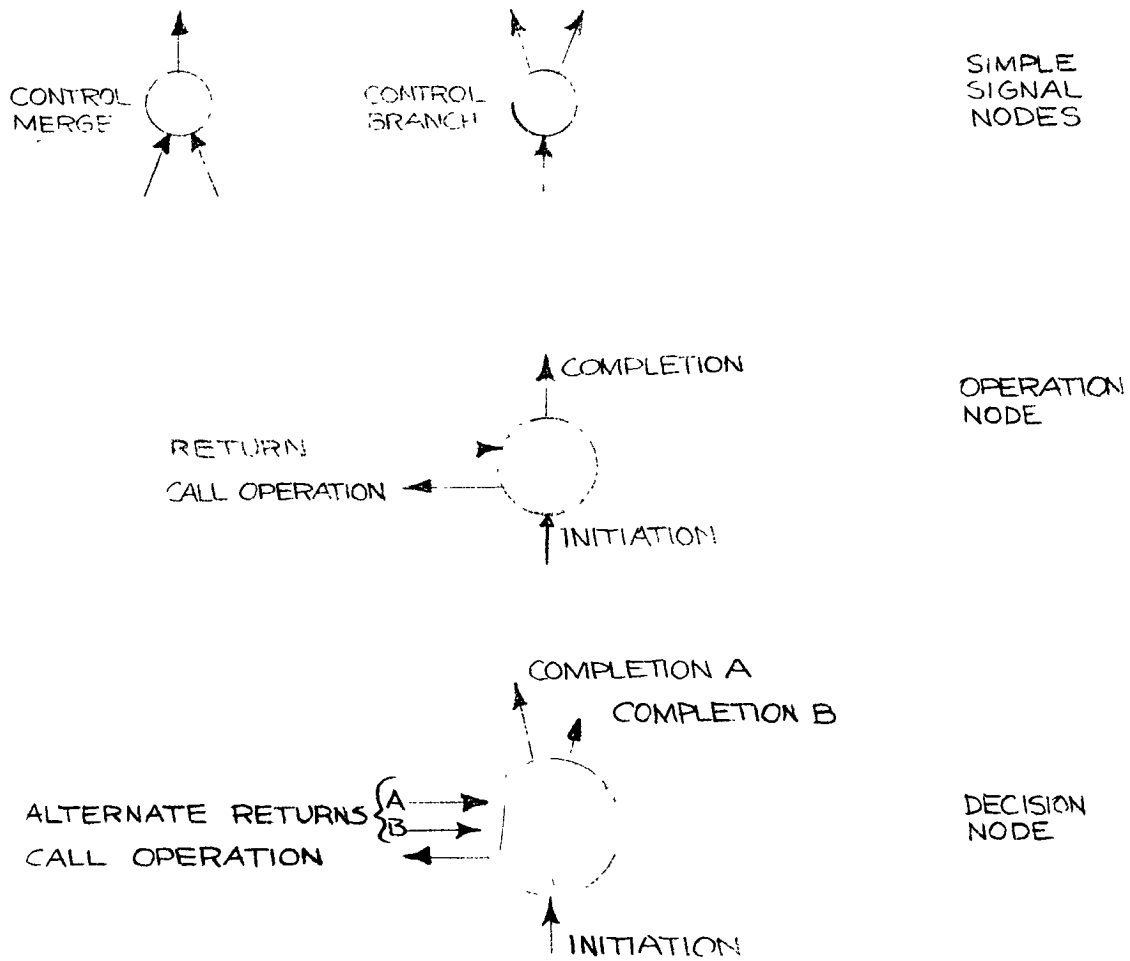 CONTROL
MERGE
CONTROL
BRANCH
SIMPLE
SIGNAL
NODES
COMPLETION
OPERATION
NODE
RETURN
CALL OPERATION
INITIATION
COMPLETION A
COMPLETION B
ALTERNATE RETURNS { A
B
CALL OPERATION
DECISION
NODE
INITIATION